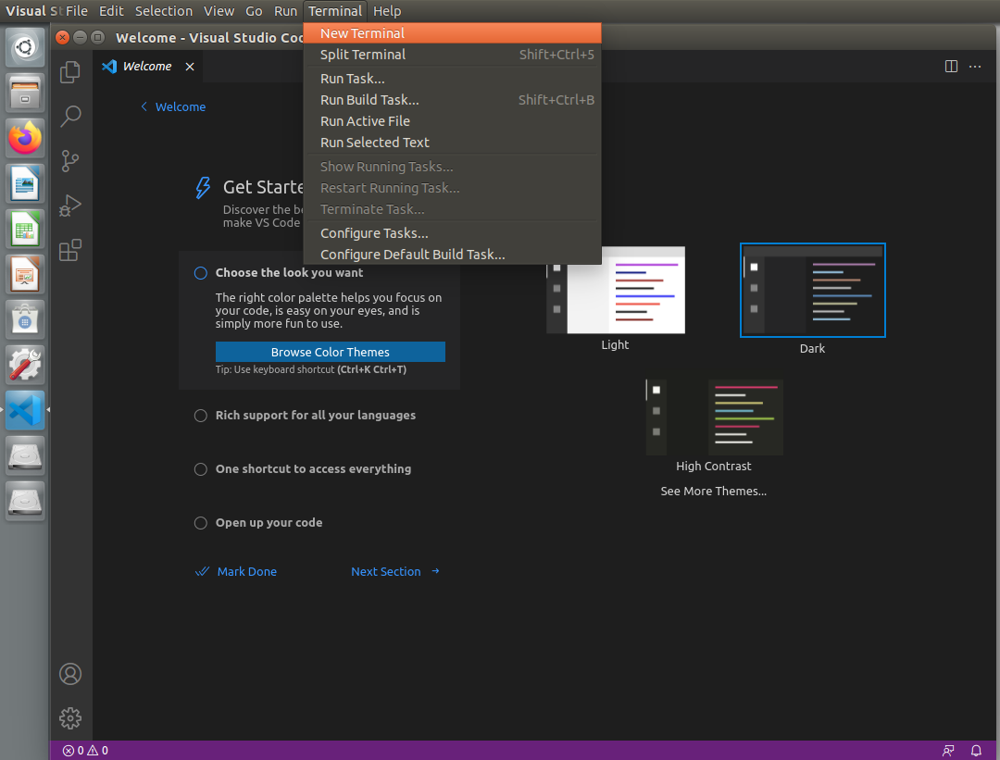 Visual St File Edit Selection View Go Run Terminal Help
Welcome - Visual Studio Cod
New Terminal
Split Terminal Shift+Ctrl+5
Run Task...
Run Build Task... Shift+Ctrl+B
Run Active File
Run Selected Text
Show Running Tasks...
Restart Running Task...
Terminate Task...
Configure Tasks...
Configure Default Build Task...
Welcome
Welcome
Get Starte
Discover the be
make VS Code
Choose the look you want
The right color palette helps you focus on
your code, is easy on your eyes, and is
simply more fun to use.
Browse Color Themes
Tip: Use keyboard shortcut (Ctrl+K Ctrl+T)
Rich support for all your languages
One shortcut to access everything
Open up your code
Mark Done
Next Section
Light
Dark
High Contrast
See More Themes...
0 0